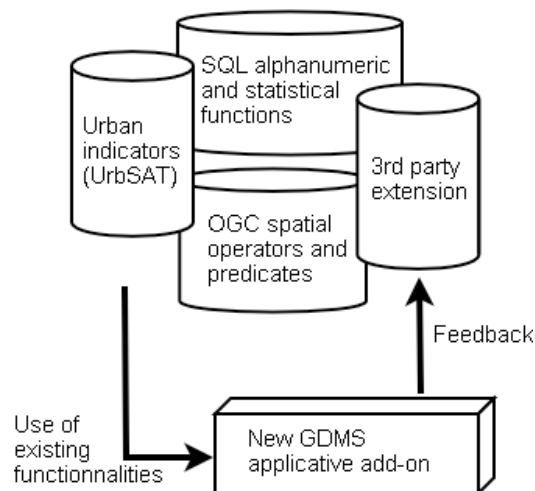 SQL alphanumeric
and statistical
functions
Urban
indicators
(UrbSAT)
3rd party
extension
OGC spatial
operators and
predicates
Feedback
Use of
existing
functionnalities
New GDMS
applicative add-on